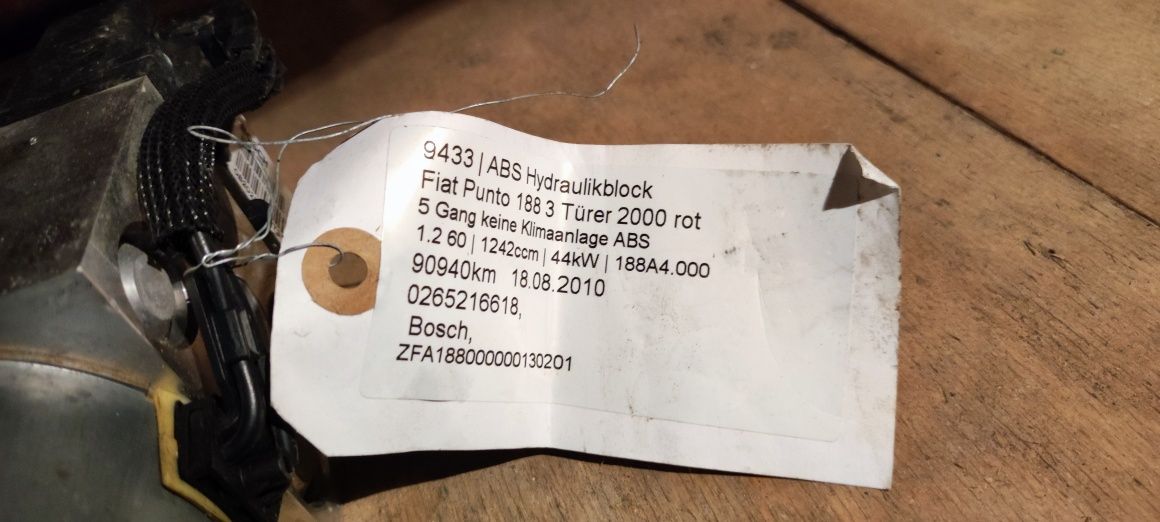 9433 | ABS Hydraulikblock
Fiat Punto 188 3 Türer 2000 rot
5 Gang keine Klimaanlage ABS
1.2 60 | 1242ccm | 44kW | 188A4.000
90940km 18.08.2010
0265216618,
Bosch,
ZFA18800000130201